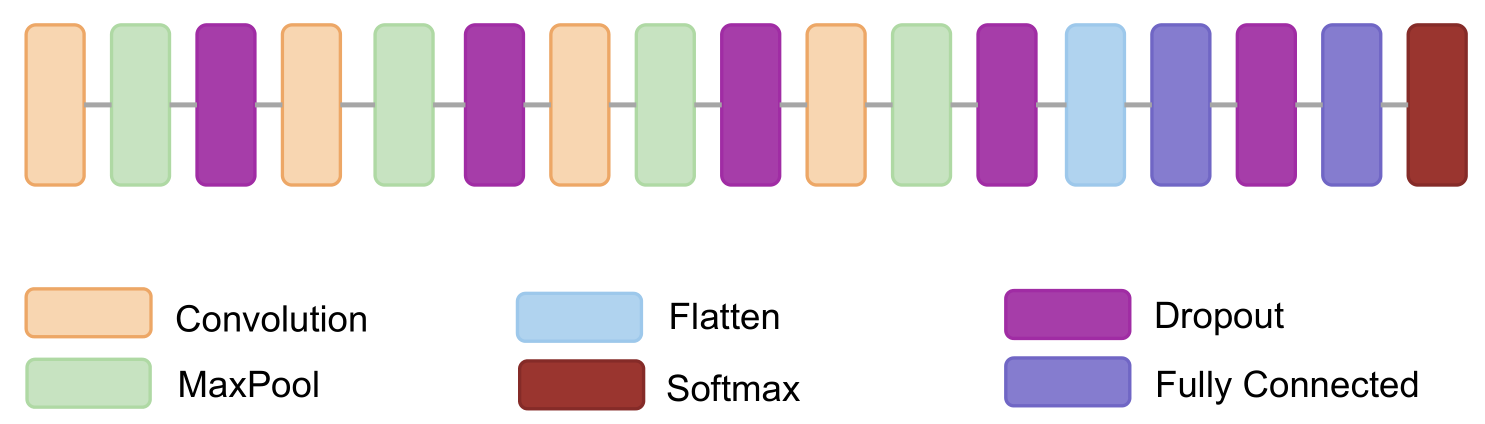 Convolution
Flatten
Dropout
MaxPool
Softmax
Fully Connected